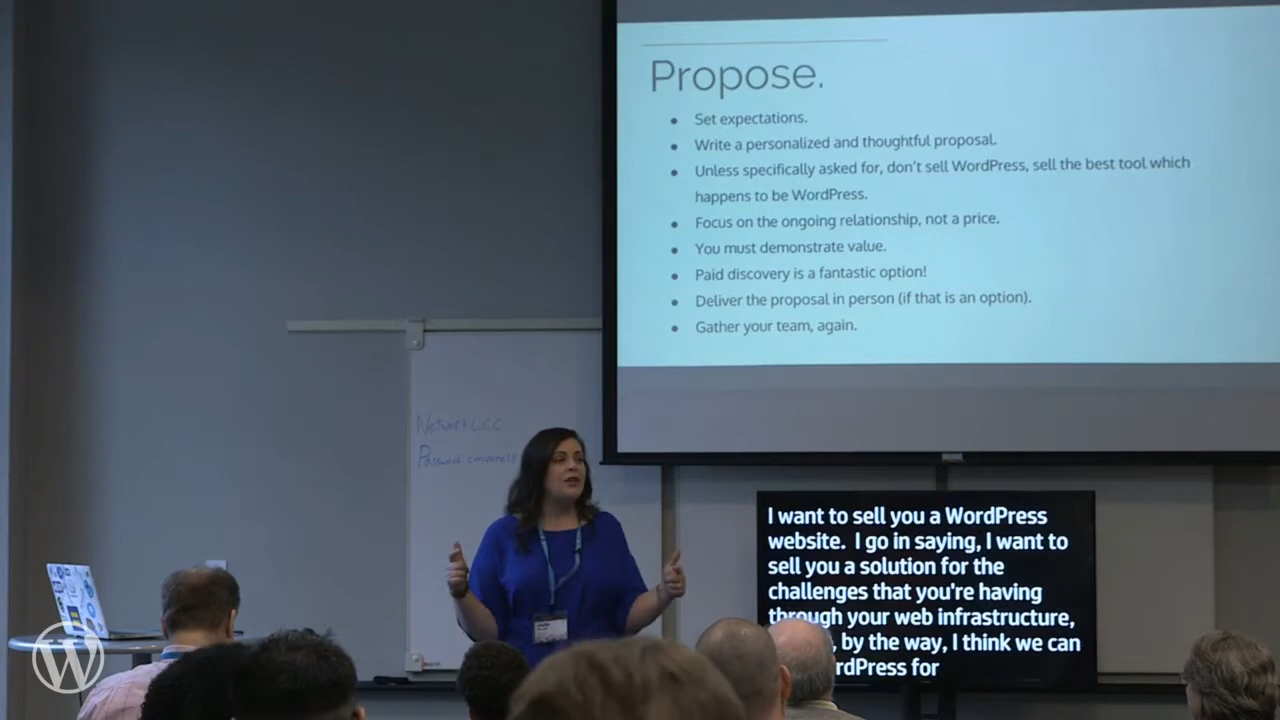 Propose.
● Set expectations.
● Write a personalized and thoughtful proposal.
● Unless specifically asked for, don't sell WordPress, sell the best tool which
happens to be WordPress.
● Focus on the ongoing relationship, not a price.
● You must demonstrate value.
● Paid discovery is a fantastic option!
● Deliver the proposal in person (if that is an option).
● Gather your team, again.
Network
I want to sell you a WordPress
website. I go in saying, I want to
sell you a solution for the
challenges that you're having
through your web infrastructure,
, by the way, I think we can
rdPress for